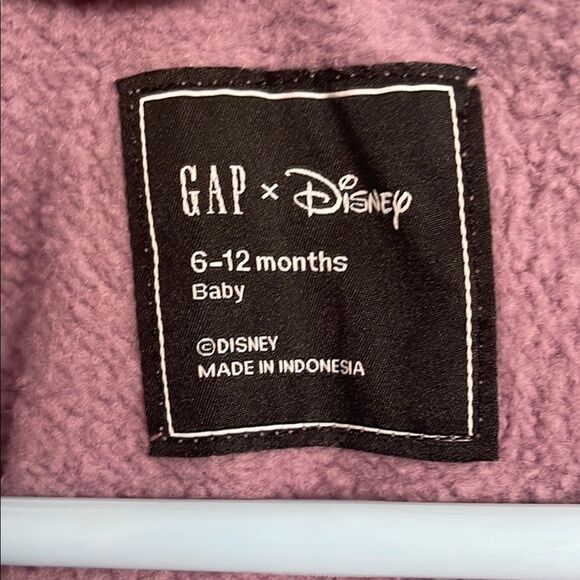 GAP × Disney
6-12 months
Baby
©DISNEY
MADE IN INDONESIA